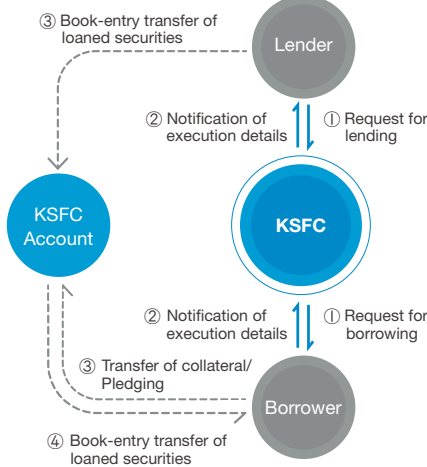 ③ Book-entry transfer of
loaned securities
Lender
② Notification of
execution details
① Request for
lending
KSFC
Account
KSFC
② Notification of
execution details
① Request for
borrowing
③ Transfer of collateral/
Pledging
Borrower
④ Book-entry transfer of
loaned securities